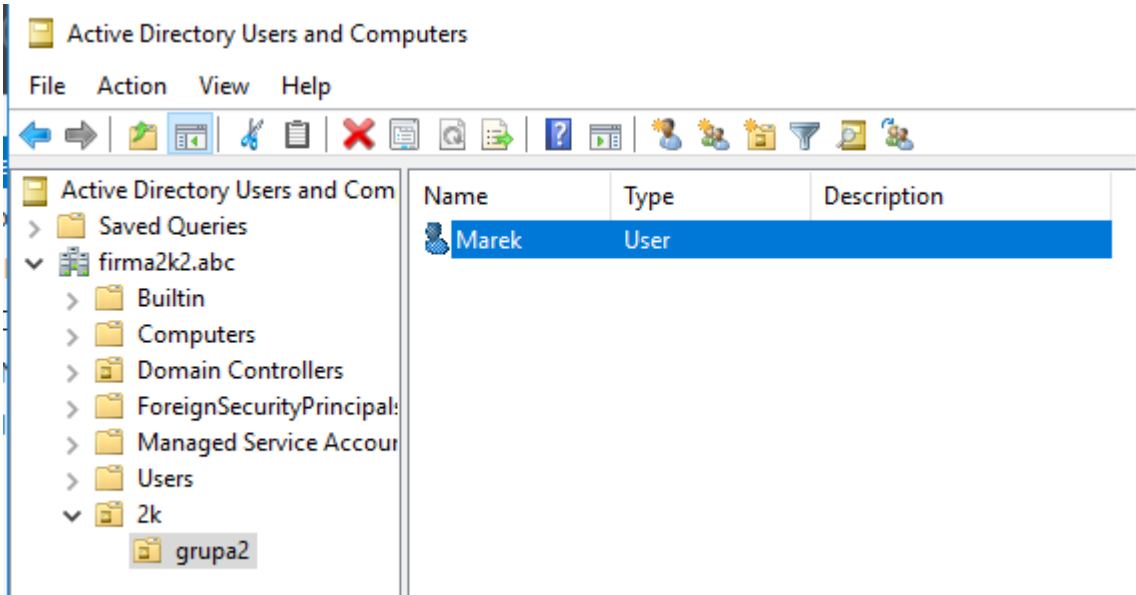 Active Directory Users and Computers
File Action View Help
Active Directory Users and Com
Saved Queries
firma2k2.abc
Builtin
Computers
Domain Controllers
ForeignSecurityPrincipals
Managed Service Accour
Users
2k
grupa2
Name Type Description
Marek User